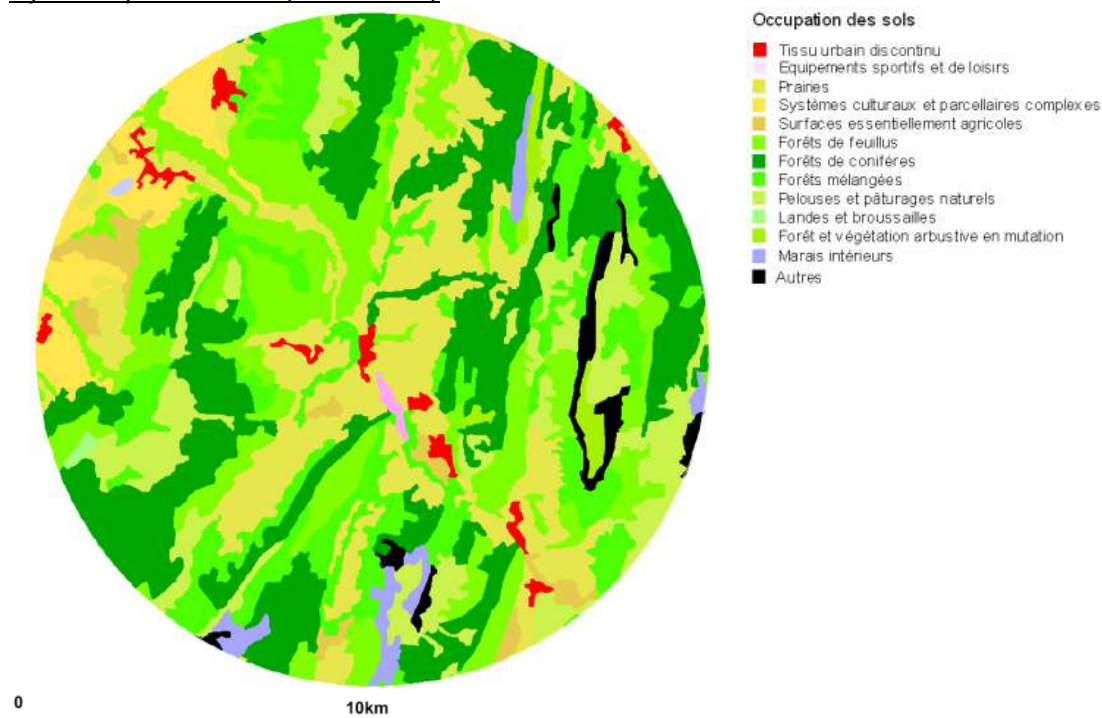 Occupation des sols
Tissu urbain discontinu
Equipements sportifs et de loisirs
Prairies
Systèmes culturaux et parcellaires complexes
Surfaces essentiellement agricoles
Forêts de feuillus
Forêts de conifères
Forêts mélangées
Pelouses et pâturages naturels
Landes et broussailles
Forêt et végétation arbustive en mutation
Marais intérieurs
Autres
0
10km